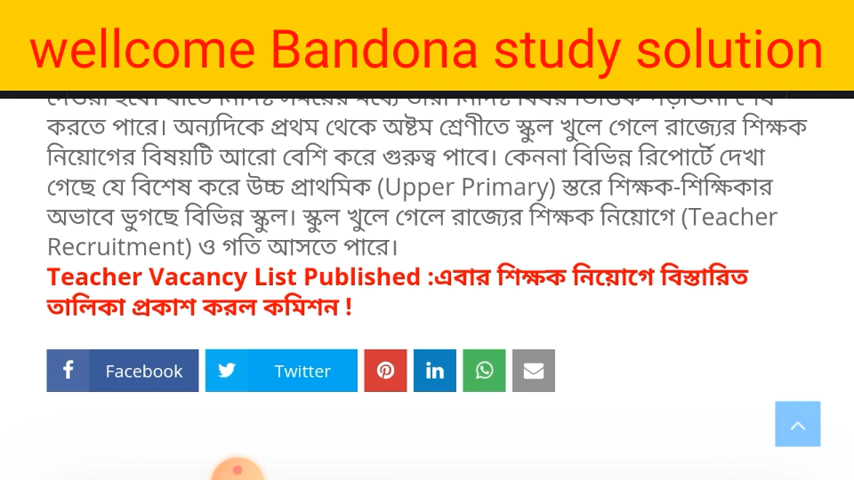 wellcome Bandona study solution
করতে পারে। অন্যদিকে প্রথম থেকে অষ্টম শ্রেণীতে স্কুল খুলে গেলে রাজ্যের শিক্ষক
নিয়োগের বিষয়টি আরো বেশি করে গুরুত্ব পাবে। কেননা বিভিন্ন রিপোর্টে দেখা
গেছে যে বিশেষ করে উচ্চ প্রাথমিক (Upper Primary) স্তরে শিক্ষক-শিক্ষিকার
অভাবে ভুগছে বিভিন্ন স্কুল। স্কুল খুলে গেলে রাজ্যের শিক্ষক নিয়োগে (Teacher
Recruitment) ও গতি আসতে পারে।
Teacher Vacancy List Published :এবার শিক্ষক নিয়োগে বিস্তারিত
তালিকা প্রকাশ করল কমিশন !
Facebook Twitter